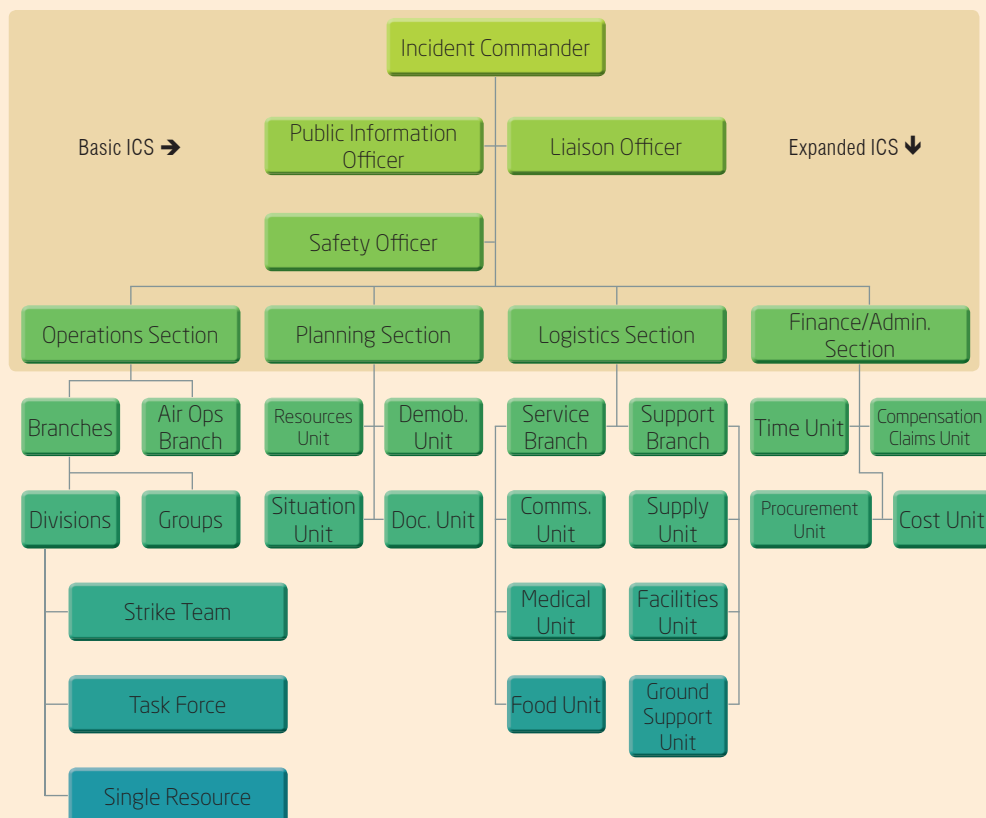 Incident Commander
Basic ICS →
Public Information
Officer
Liaison Officer
Expanded ICS ↓
Safety Officer
Operations Section
Planning Section
Logistics Section
Finance/Admin.
Section
Branches
Air Ops
Branch
Resources
Unit
Demob.
Unit
Service
Branch
Support
Branch
Time Unit
Compensation
Claims Unit
Divisions
Groups
Situation
Unit
Doc. Unit
Comms.
Unit
Supply
Unit
Procurement
Unit
Cost Unit
Strike Team
Medical
Unit
Facilities
Unit
Task Force
Food Unit
Ground
Support
Unit
Single Resource